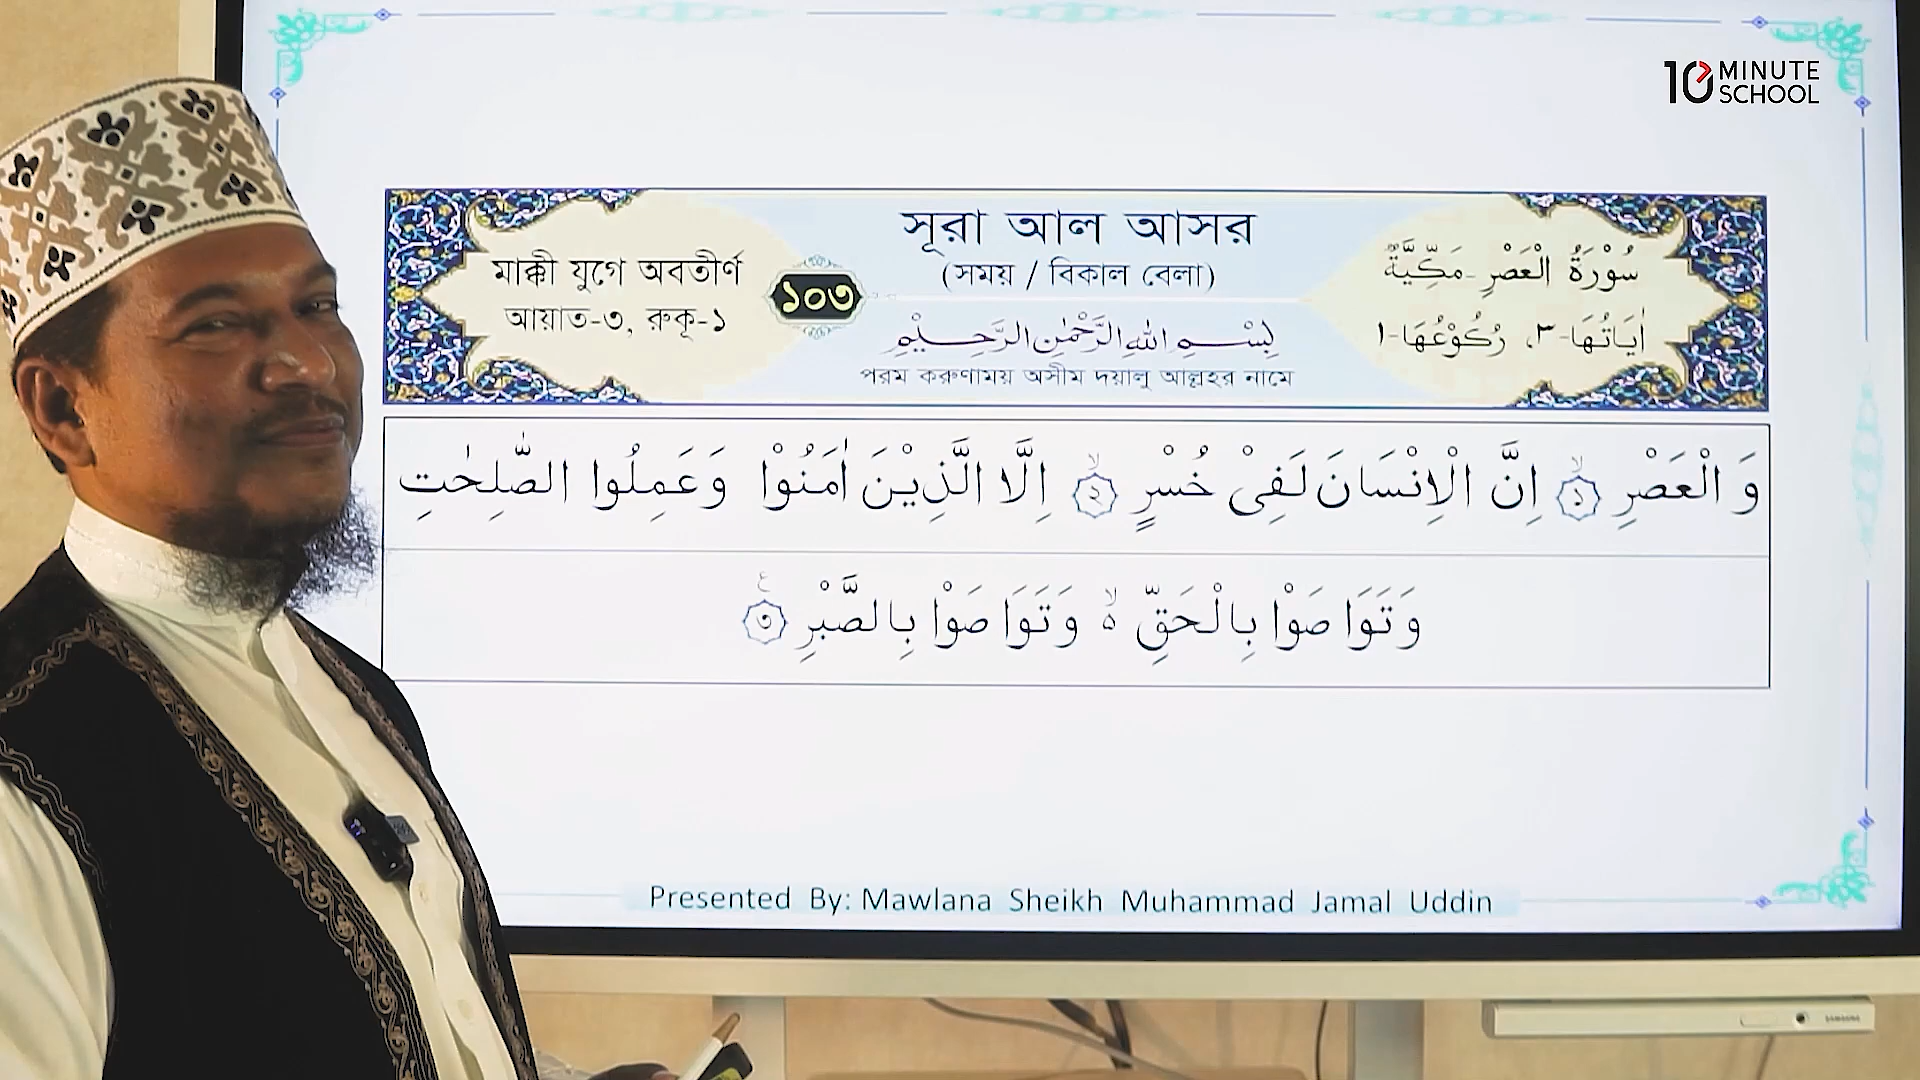 10 MINUTE SCHOOL
সূরা আল আসর
(সময় / বিকাল বেলা)
মাক্কী যুগে অবতীর্ণ
আয়াত-৩, রুকূ-১
১০৩
سُوْرَةُ الْعَصْرِ-مَكِّيَّةٌ
اٰيَاتُهَا-٣، رُكُوْعُهَا-١
بِسْمِ اللهِ الرَّحْمٰنِ الرَّحِيْمِ
পরম করুণাময় অসীম দয়ালু আল্লাহর নামে
وَ الْعَصْرِ ۙ‏﴿١﴾ اِنَّ الْاِنْسَانَ لَفِيْ خُسْرٍ ۙ‏﴿٢﴾ اِلَّا الَّذِيْنَ اٰمَنُوْا وَعَمِلُوا الصّٰلِحٰتِ
وَتَوَاصَوْا بِالْحَقِّ ۙ۬ وَتَوَاصَوْا بِالصَّبْرِ ﴿٣﴾ ع
Presented By: Mawlana Sheikh Muhammad Jamal Uddin
SAMSUNG